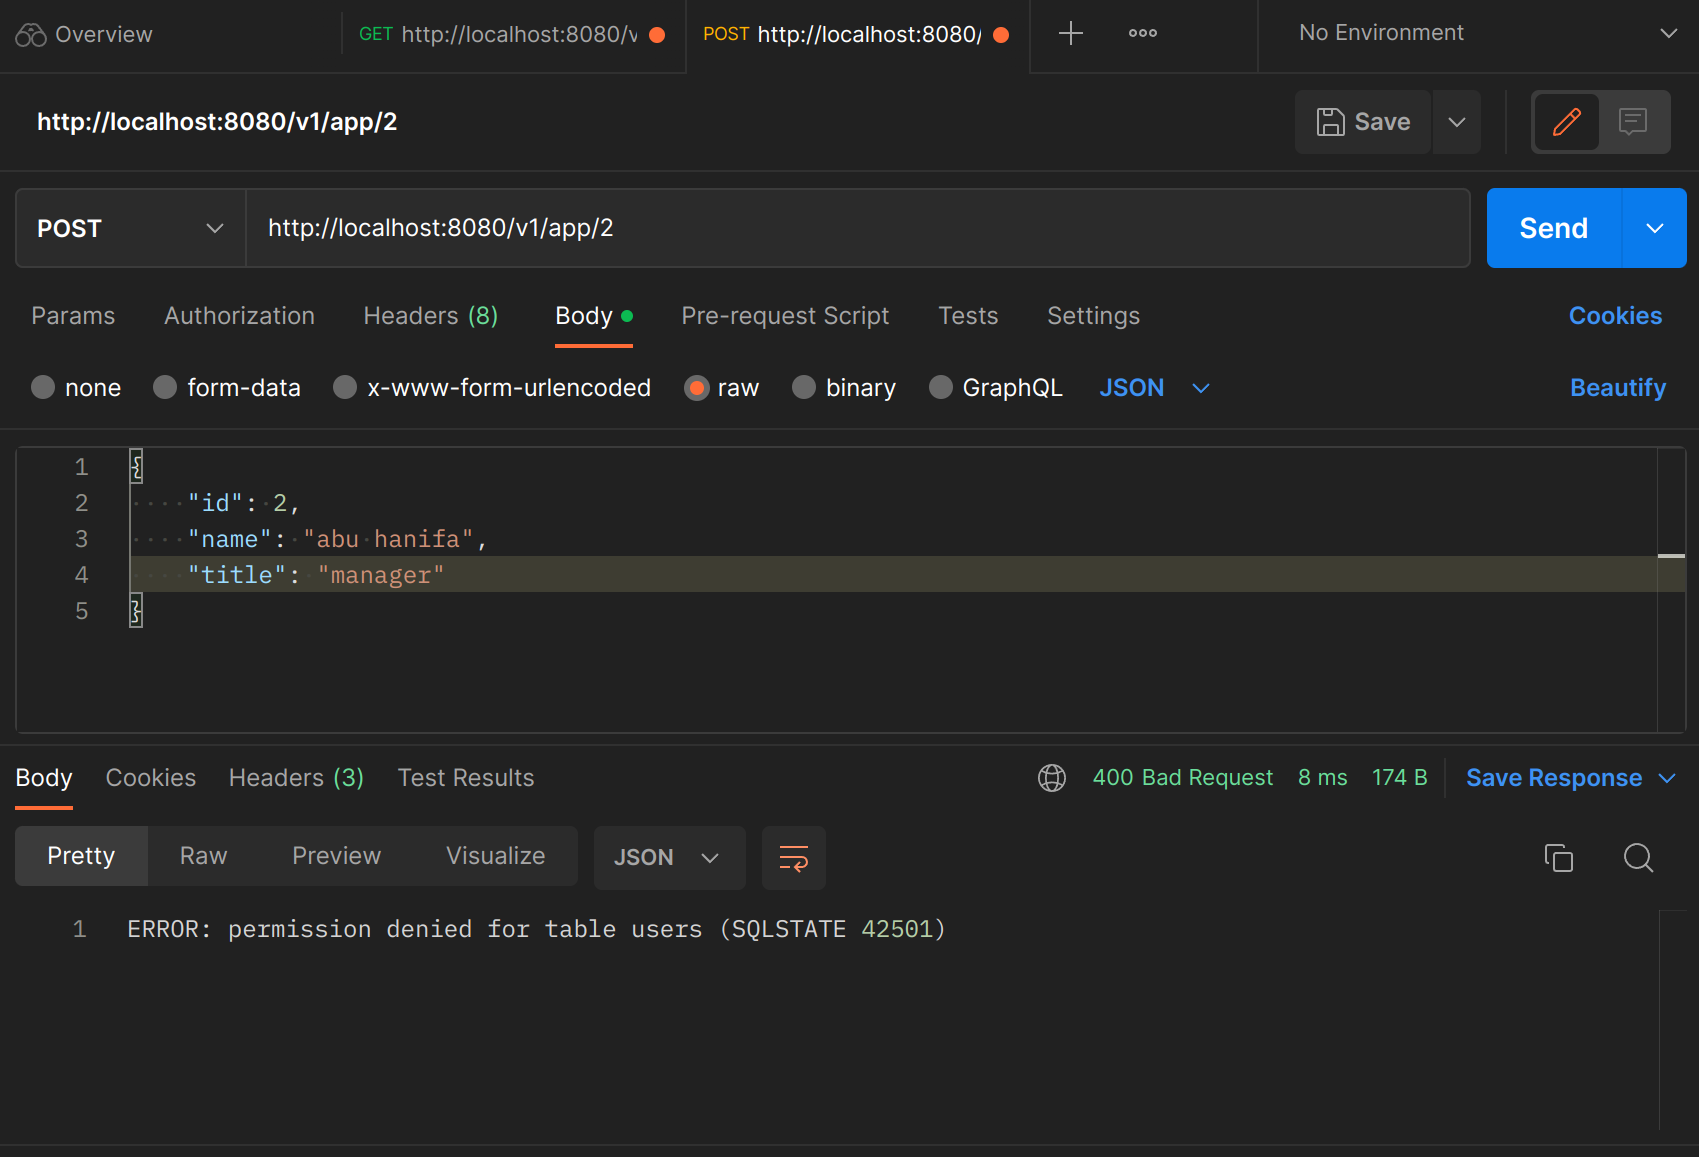 Overview
GET http://localhost:8080/v
POST http://localhost:8080/
No Environment
http://localhost:8080/v1/app/2
Save
POST
http://localhost:8080/v1/app/2
Send
Params Authorization Headers (8) Body Pre-request Script Tests Settings Cookies
none form-data x-www-form-urlencoded raw binary GraphQL JSON Beautify
1 {
2 "id": 2,
3 "name": "abu hanifa",
4 "title": "manager"
5 }
Body Cookies Headers (3) Test Results 400 Bad Request 8 ms 174 B Save Response
Pretty Raw Preview Visualize JSON
1 ERROR: permission denied for table users (SQLSTATE 42501)